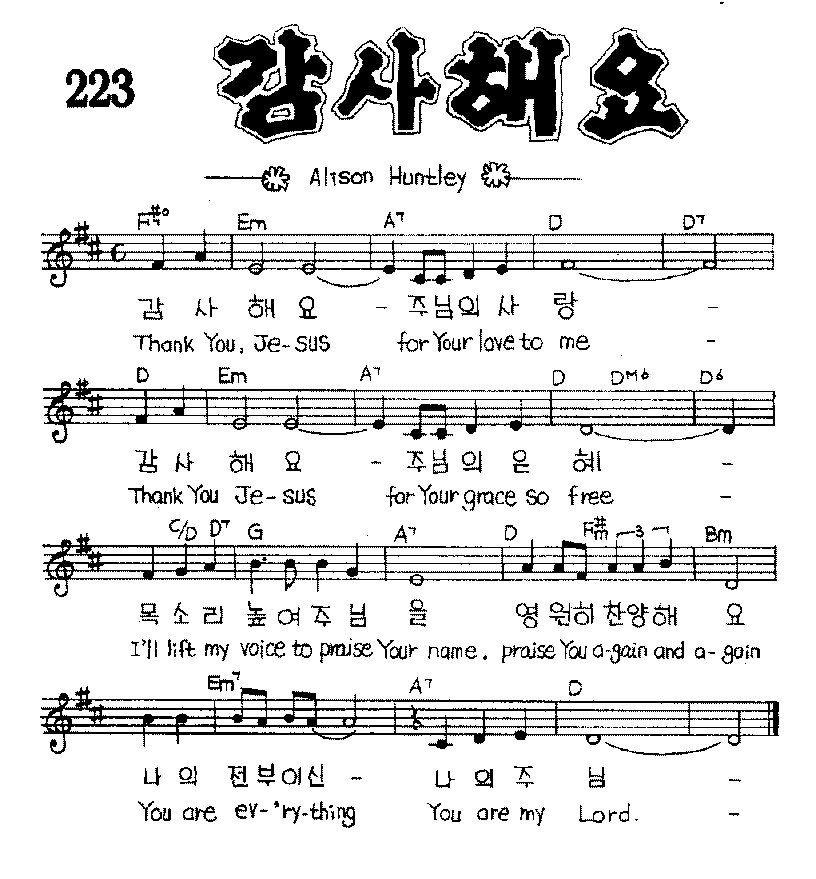 223 감사해요
Alison Huntley
F#° Em A7 D D7
감 사 해 요 - 주님의 사 랑 -
Thank You, Je-sus for Your love to me -
D Em A7 D DM6 D6
감 사 해 요 - 주님의 은 혜 -
Thank You Je-sus for Your grace so free -
C/D D7 G A7 D F#m 3 Bm
목 소 리 높 여 주 님 을 영 원히 찬양해 요
I'll lift my voice to praise Your name. praise You a-gain and a-gain
Em7 A7 D
나 의 전 부이신 - 나 의 주 님 -
You are ev-'ry-thing You are my Lord. -